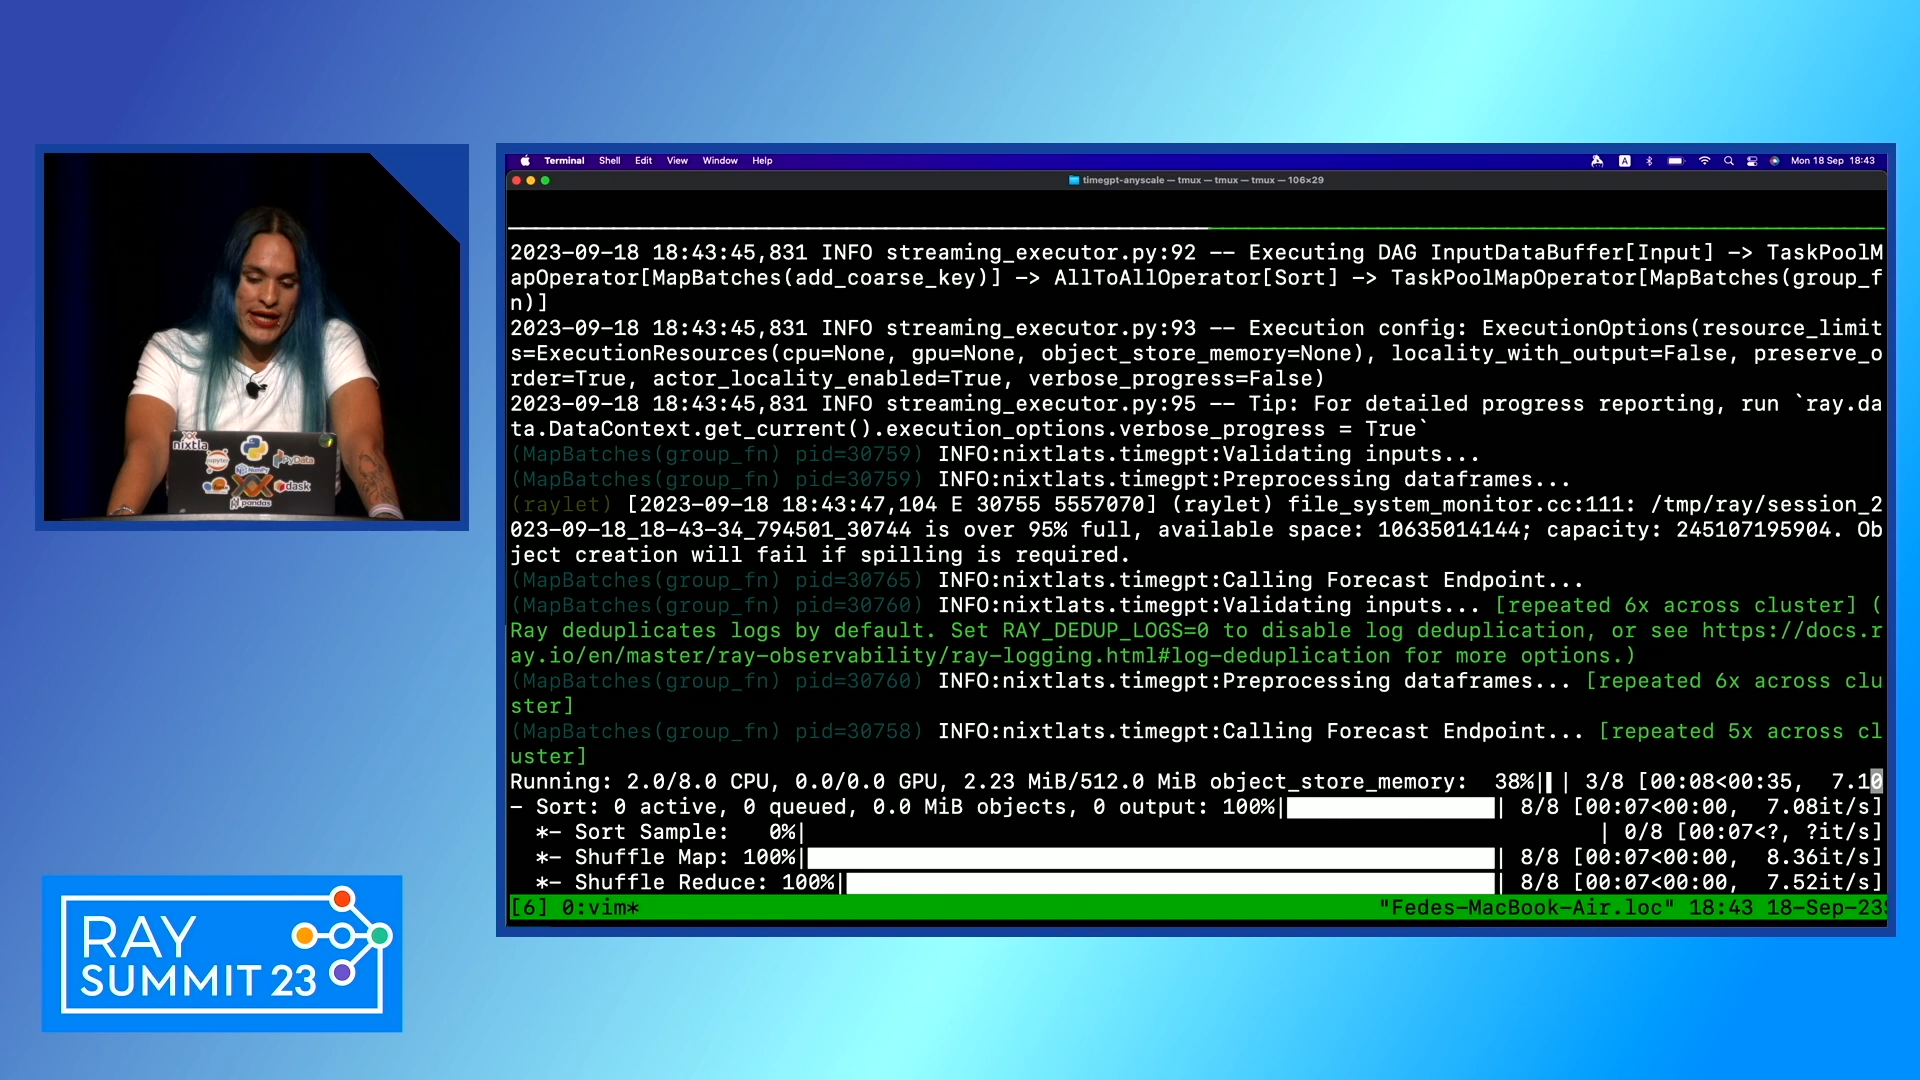 Terminal Shell Edit View Window Help
A Mon 18 Sep 18:43
timegpt-anyscale — tmux — tmux — tmux — 106×29
2023-09-18 18:43:45,831 INFO streaming_executor.py:92 -- Executing DAG InputDataBuffer[Input] -> TaskPoolM
apOperator[MapBatches(add_coarse_key)] -> AllToAllOperator[Sort] -> TaskPoolMapOperator[MapBatches(group_f
n)]
2023-09-18 18:43:45,831 INFO streaming_executor.py:93 -- Execution config: ExecutionOptions(resource_limit
s=ExecutionResources(cpu=None, gpu=None, object_store_memory=None), locality_with_output=False, preserve_o
rder=True, actor_locality_enabled=True, verbose_progress=False)
2023-09-18 18:43:45,831 INFO streaming_executor.py:95 -- Tip: For detailed progress reporting, run `ray.da
ta.DataContext.get_current().execution_options.verbose_progress = True`
(MapBatches(group_fn) pid=30759) INFO:nixtlats.timegpt:Validating inputs...
(MapBatches(group_fn) pid=30759) INFO:nixtlats.timegpt:Preprocessing dataframes...
(raylet) [2023-09-18 18:43:47,104 E 30755 5557070] (raylet) file_system_monitor.cc:111: /tmp/ray/session_2
023-09-18_18-43-34_794501_30744 is over 95% full, available space: 10635014144; capacity: 245107195904. Ob
ject creation will fail if spilling is required.
(MapBatches(group_fn) pid=30765) INFO:nixtlats.timegpt:Calling Forecast Endpoint...
(MapBatches(group_fn) pid=30760) INFO:nixtlats.timegpt:Validating inputs... [repeated 6x across cluster] (
Ray deduplicates logs by default. Set RAY_DEDUP_LOGS=0 to disable log deduplication, or see https://docs.r
ay.io/en/master/ray-observability/ray-logging.html#log-deduplication for more options.)
(MapBatches(group_fn) pid=30760) INFO:nixtlats.timegpt:Preprocessing dataframes... [repeated 6x across clu
ster]
(MapBatches(group_fn) pid=30758) INFO:nixtlats.timegpt:Calling Forecast Endpoint... [repeated 5x across cl
uster]
Running: 2.0/8.0 CPU, 0.0/0.0 GPU, 2.23 MiB/512.0 MiB object_store_memory:  38%|▌| 3/8 [00:08<00:35,  7.10
- Sort: 0 active, 0 queued, 0.0 MiB objects, 0 output: 100%| | 8/8 [00:07<00:00,  7.08it/s]
*- Sort Sample:   0%| | 0/8 [00:07<?, ?it/s]
*- Shuffle Map: 100%| | 8/8 [00:07<00:00,  8.36it/s]
*- Shuffle Reduce: 100%| | 8/8 [00:07<00:00,  7.52it/s]
[6] 0:vim* "Fedes-MacBook-Air.loc" 18:43 18-Sep-23
nixtla
jupyter
PyData
NumPy
dask
pandas
RAY
SUMMIT 23